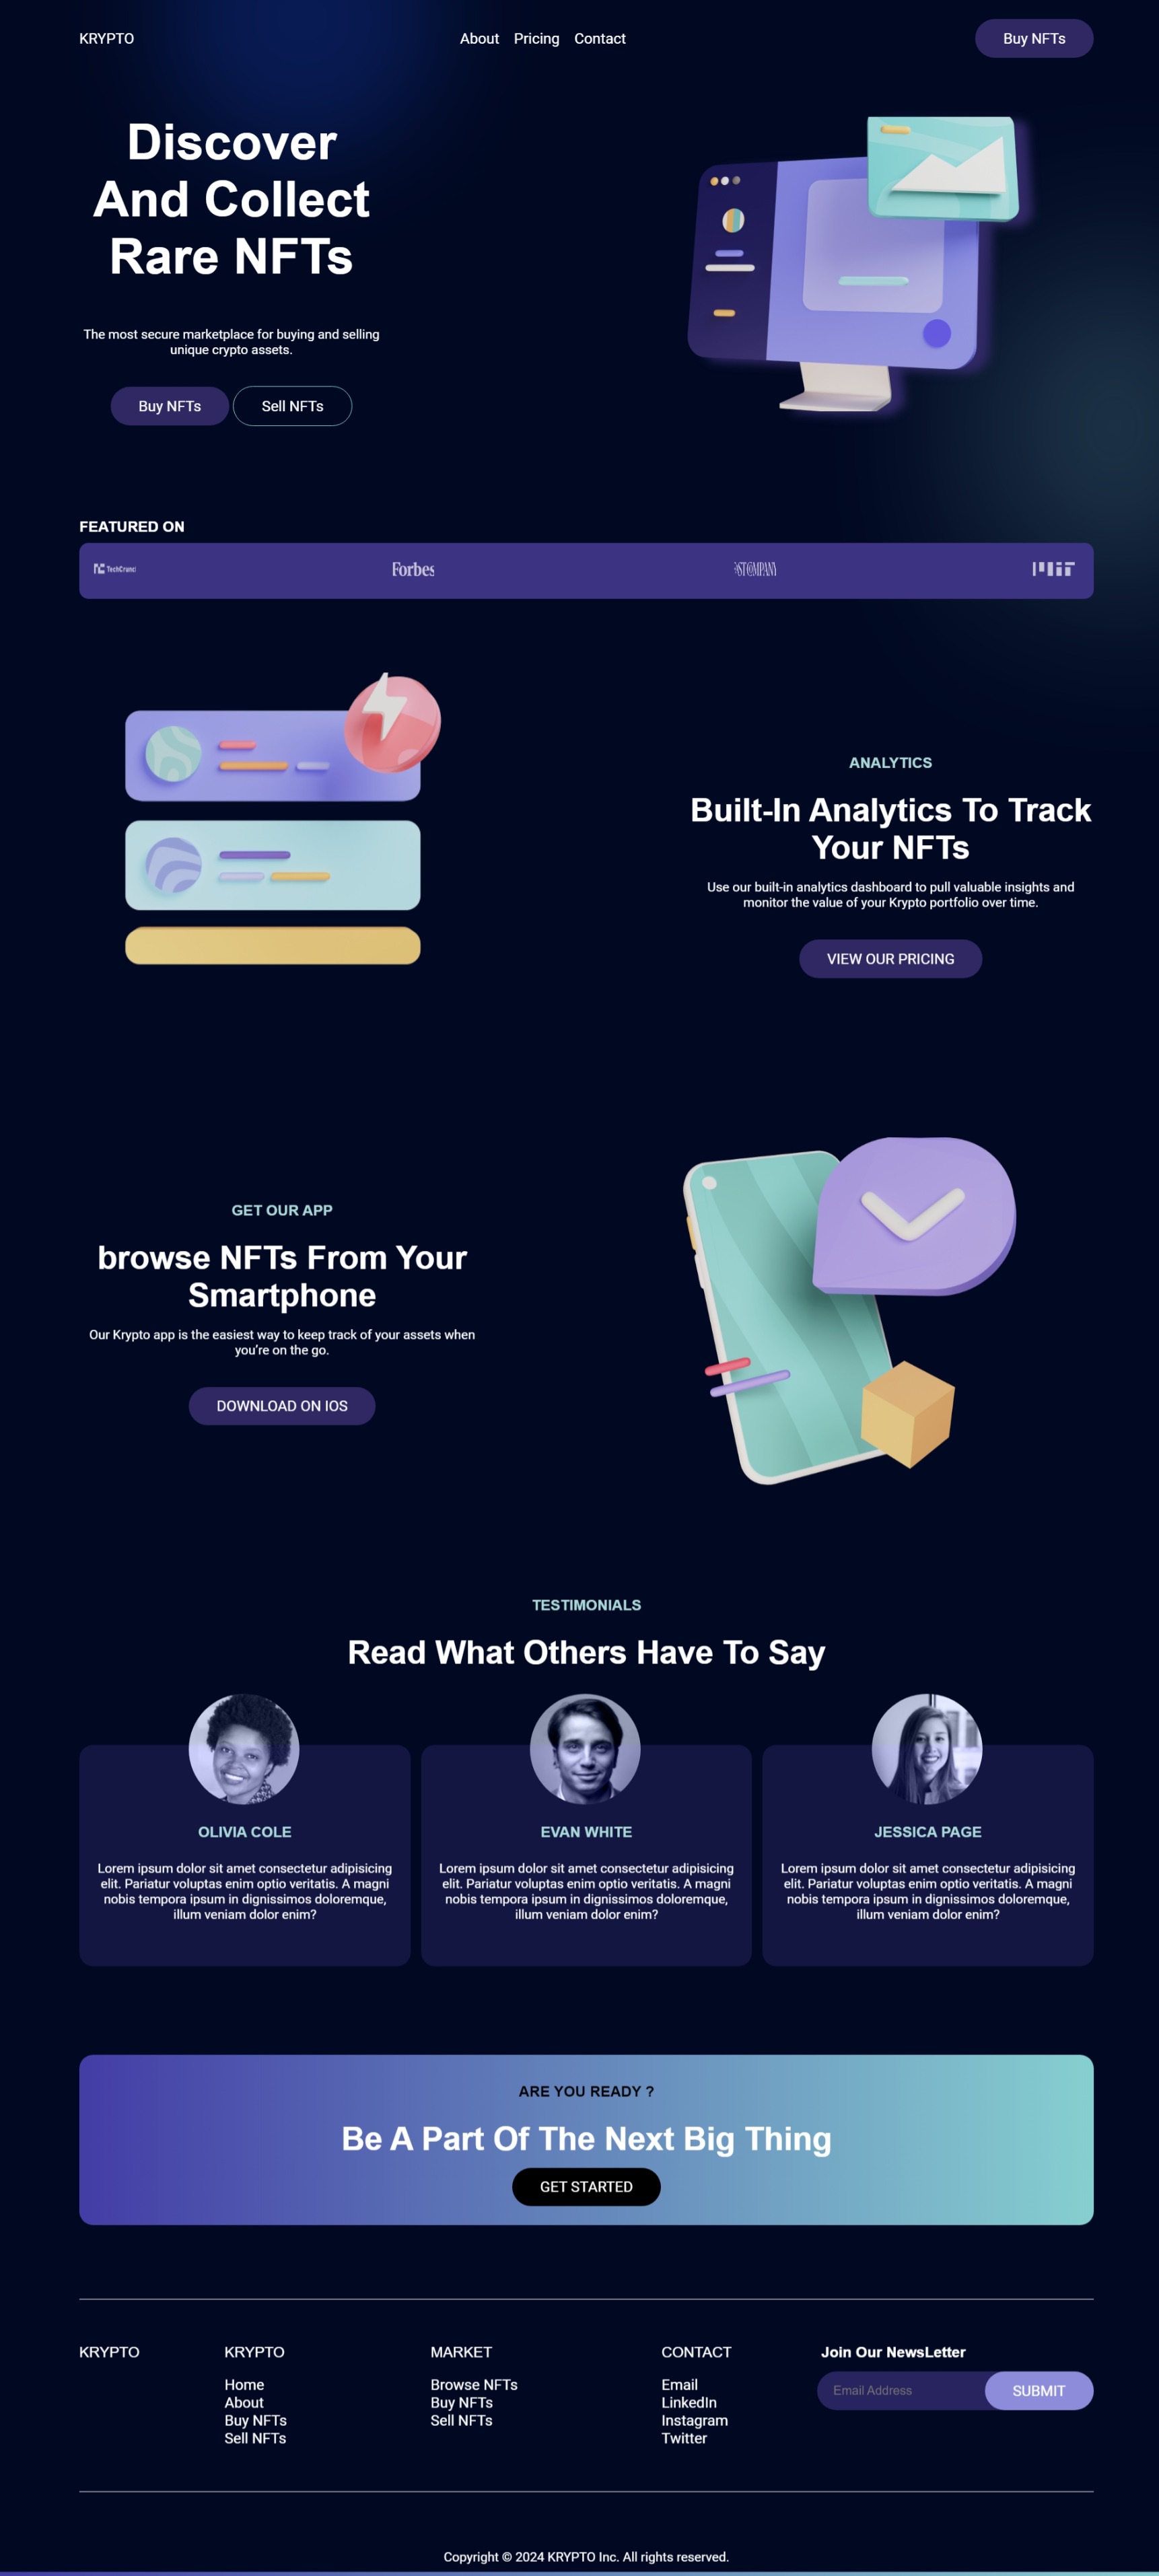 KRYPTO
About Pricing Contact
Buy NFTs
Discover
And Collect
Rare NFTs
The most secure marketplace for buying and selling
unique crypto assets.
Buy NFTs
Sell NFTs
FEATURED ON
TechCrunc
Forbes
ST COMPANY
MIT
ANALYTICS
Built-In Analytics To Track
Your NFTs
Use our built-in analytics dashboard to pull valuable insights and
monitor the value of your Krypto portfolio over time.
VIEW OUR PRICING
GET OUR APP
browse NFTs From Your
Smartphone
Our Krypto app is the easiest way to keep track of your assets when
you're on the go.
DOWNLOAD ON IOS
TESTIMONIALS
Read What Others Have To Say
OLIVIA COLE
Lorem ipsum dolor sit amet consectetur adipisicing
elit. Pariatur voluptas enim optio veritatis. A magni
nobis tempora ipsum in dignissimos doloremque,
illum veniam dolor enim?
EVAN WHITE
Lorem ipsum dolor sit amet consectetur adipisicing
elit. Pariatur voluptas enim optio veritatis. A magni
nobis tempora ipsum in dignissimos doloremque,
illum veniam dolor enim?
JESSICA PAGE
Lorem ipsum dolor sit amet consectetur adipisicing
elit. Pariatur voluptas enim optio veritatis. A magni
nobis tempora ipsum in dignissimos doloremque,
illum veniam dolor enim?
ARE YOU READY ?
Be A Part Of The Next Big Thing
GET STARTED
KRYPTO
KRYPTO
Home
About
Buy NFTs
Sell NFTs
MARKET
Browse NFTs
Buy NFTs
Sell NFTs
CONTACT
Email
LinkedIn
Instagram
Twitter
Join Our NewsLetter
Email Address
SUBMIT
Copyright © 2024 KRYPTO Inc. All rights reserved.